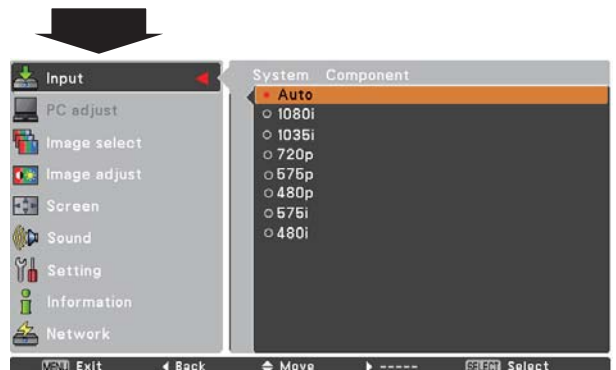 Input
PC adjust
Image select
Image adjust
Screen
Sound
Setting
Information
Network
System Component
Auto
1080i
1035i
720p
575p
480p
575i
480i
MENU Exit ◄ Back Move ► ----- SELECT Select